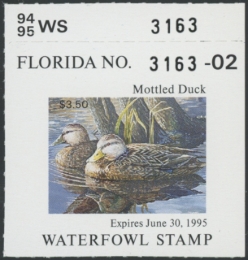 94
95 WS 3163
FLORIDA NO. 3163 -02
Mottled Duck
$3.50
Expires June 30, 1995
WATERFOWL STAMP